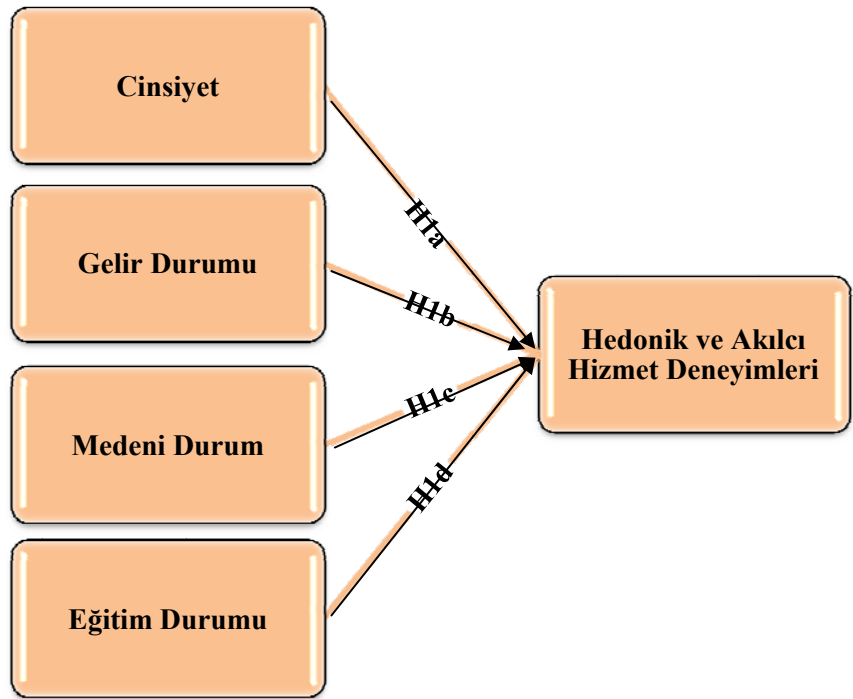 Cinsiyet
H1a
Gelir Durumu
H1b
Hedonik ve Akılcı
Hizmet Deneyimleri
Medeni Durum
H1c
Eğitim Durumu
H1d